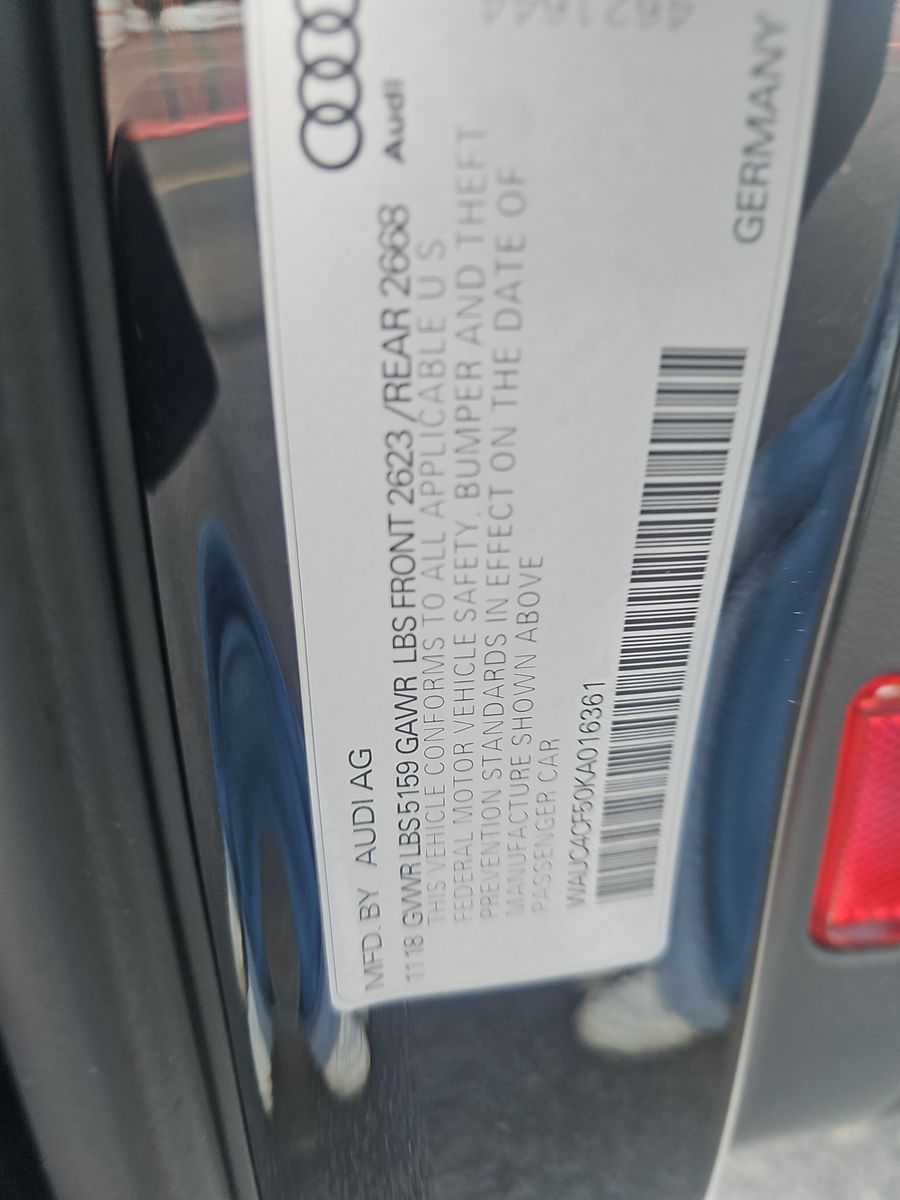 Audi
MFD. BY AUDI AG
11 18 GVWR LBS 5159 GAWR LBS FRONT 2623 / REAR 2668
THIS VEHICLE CONFORMS TO ALL APPLICABLE U S
FEDERAL MOTOR VEHICLE SAFETY. BUMPER AND THEFT
PREVENTION STANDARDS IN EFFECT ON THE DATE OF
MANUFACTURE SHOWN ABOVE
PASSENGER CAR
WAUC4CF50KA016361
GERMANY